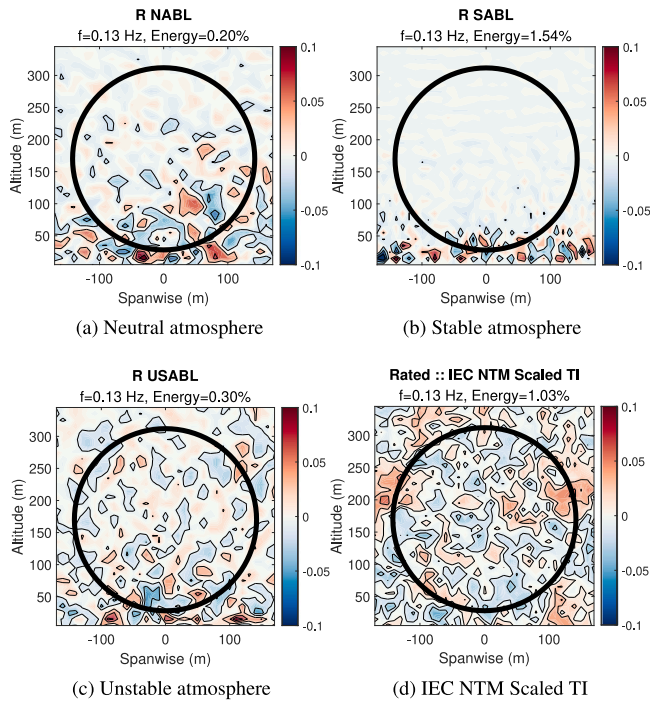 R NABL
f=0.13 Hz, Energy=0.20%
0.1
0.05
0
-0.05
-0.1
300
250
200
150
100
50
Altitude (m)
-100 0 100
Spanwise (m)
(a) Neutral atmosphere
R SABL
f=0.13 Hz, Energy=1.54%
0.1
0.05
0
-0.05
-0.1
300
250
200
150
100
50
Altitude (m)
-100 0 100
Spanwise (m)
(b) Stable atmosphere
R USABL
f=0.13 Hz, Energy=0.30%
0.1
0.05
0
-0.05
-0.1
300
250
200
150
100
50
Altitude (m)
-100 0 100
Spanwise (m)
(c) Unstable atmosphere
Rated :: IEC NTM Scaled TI
f=0.13 Hz, Energy=1.03%
0.1
0.05
0
-0.05
-0.1
300
250
200
150
100
50
Altitude (m)
-100 0 100
Spanwise (m)
(d) IEC NTM Scaled TI